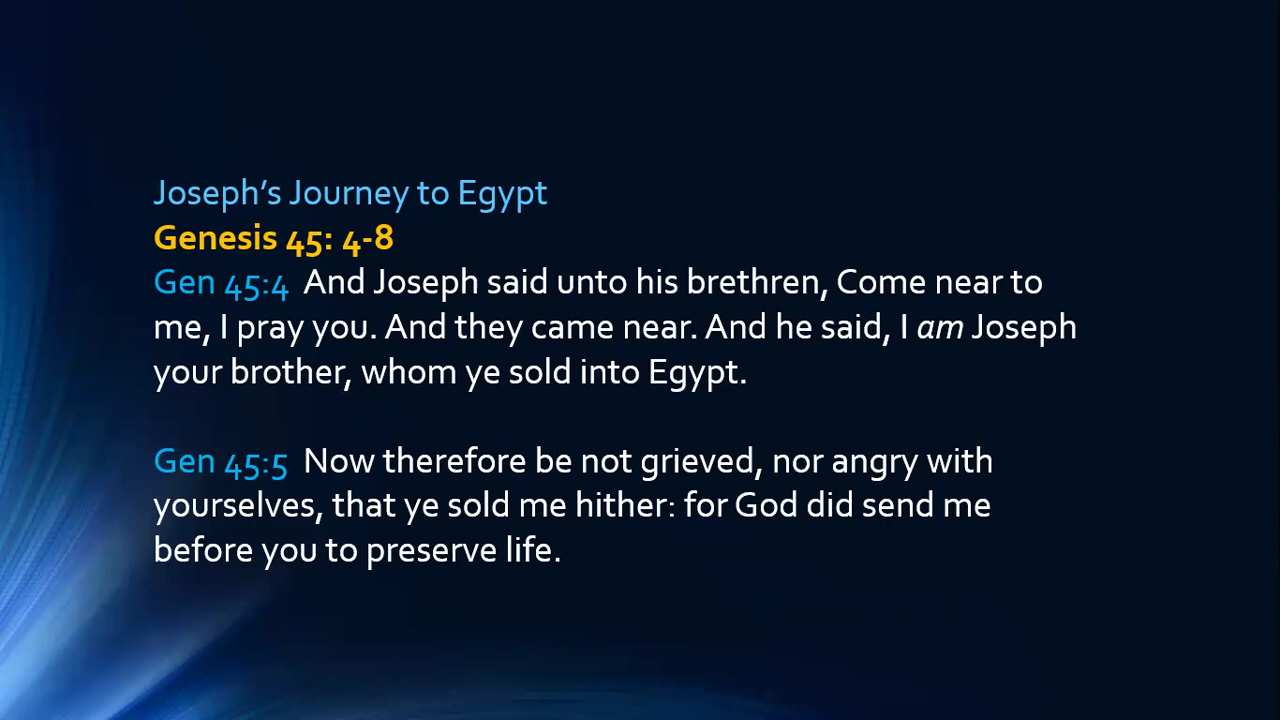 Joseph’s Journey to Egypt
Genesis 45: 4-8
Gen 45:4  And Joseph said unto his brethren, Come near to
me, I pray you. And they came near. And he said, I am Joseph
your brother, whom ye sold into Egypt.
Gen 45:5  Now therefore be not grieved, nor angry with
yourselves, that ye sold me hither: for God did send me
before you to preserve life.